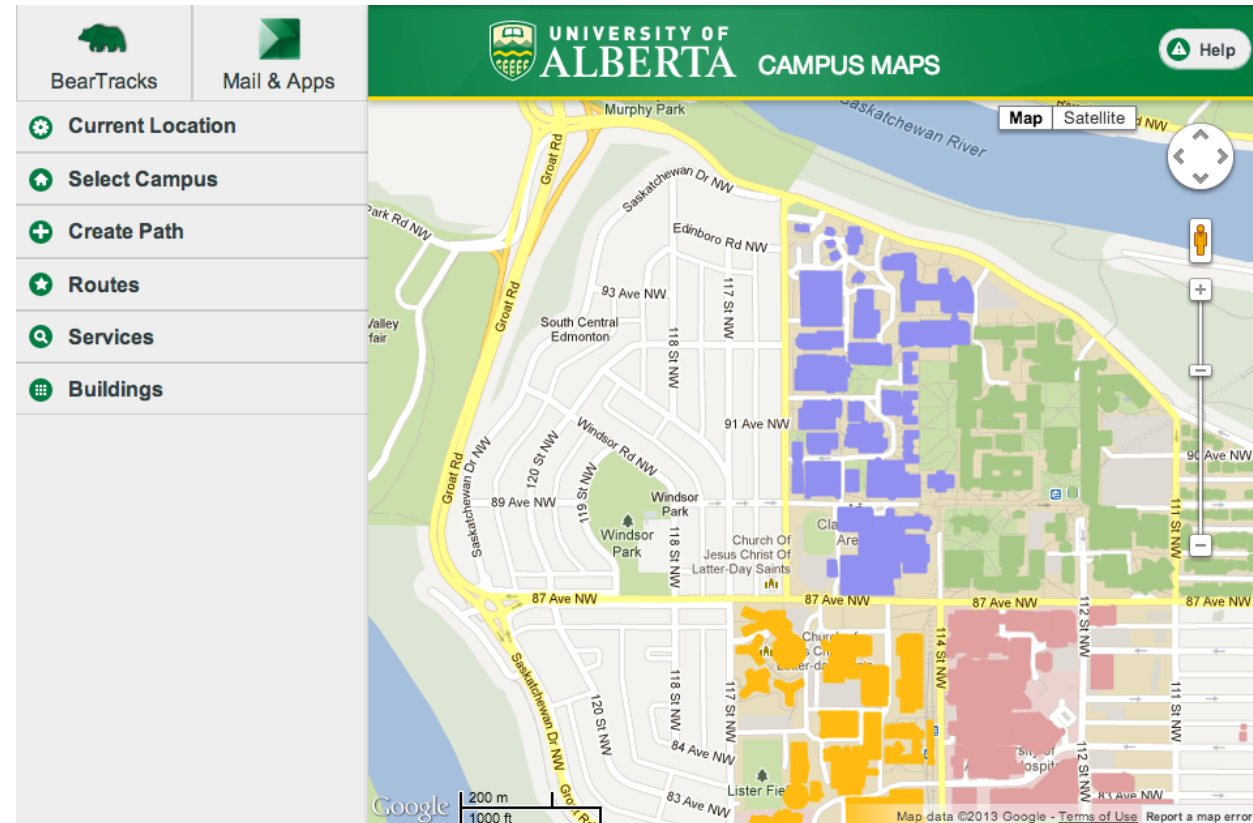 BearTracks
Mail & Apps
UNIVERSITY OF
ALBERTA
CAMPUS MAPS
Help
Current Location
Select Campus
Create Path
Routes
Services
Buildings
Murphy Park
Saskatchewan River
Map
Satellite
Groat Rd
Saskatchewan Dr NW
Park Rd NW
Edinboro Rd NW
93 Ave NW
117 St NW
Groat Rd
South Central
Edmonton
118 St NW
91 Ave NW
Windsor Rd NW
120 St NW
119 St NW
Groat Rd
Saskatchewan Dr NW
90 Ave NW
89 Ave NW
Windsor
Park
Windsor
Park
118 St NW
Church Of
Jesus Christ Of
Latter-Day Saints
111 St NW
87 Ave NW
87 Ave NW
87 Ave NW
87 Ave NW
112 St NW
114 St NW
Saskatchewan Dr NW
118 St NW
117 St NW
120 St NW
111 St NW
84 Ave NW
112 St NW
Lister Fie
83 Ave NW
83 Ave NW
Google
200 m
1000 ft
Map data ©2013 Google - Terms of Use
Report a map error